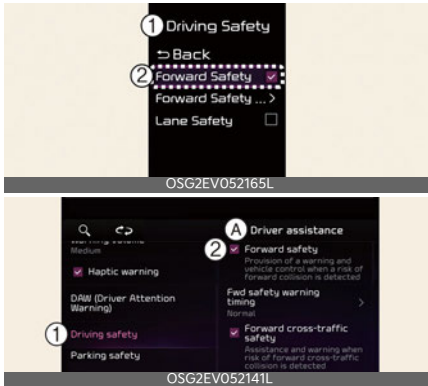 1 Driving Safety
⮌ Back
2 Forward Safety
Forward Safety ... >
Lane Safety
OSG2EV052165L
A Driver assistance
Warning Volume
Medium
2 Forward safety
Provision of a warning and
vehicle control when a risk of
forward collision is detected
Haptic warning
Fwd safety warning
timing >
Normal
DAW (Driver Attention
Warning)
1 Driving safety
Forward cross-traffic
safety
Assistance and warning when
risk of forward cross-traffic
collision is detected
Parking safety
OSG2EV052141L